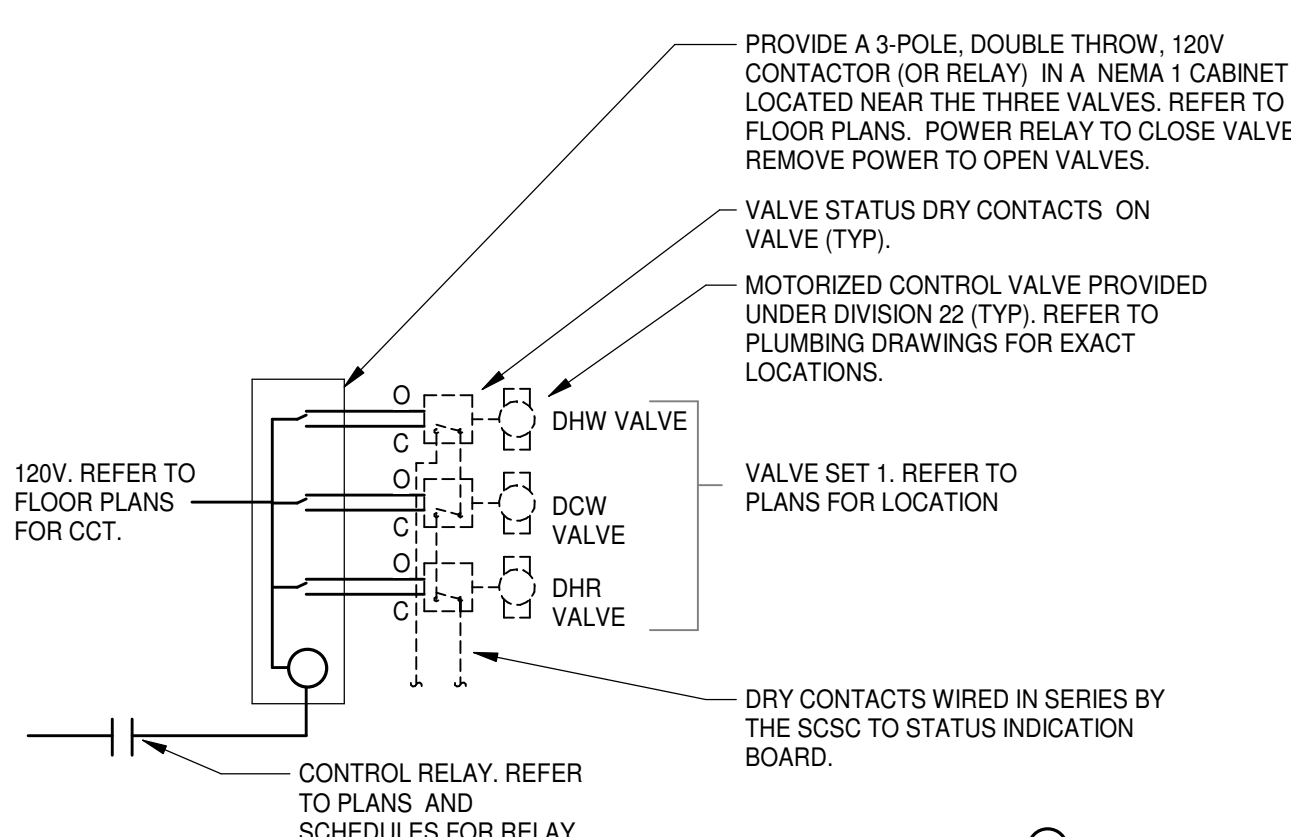 PROVIDE A 3-POLE, DOUBLE THROW, 120V
CONTACTOR (OR RELAY) IN A NEMA 1 CABINET
LOCATED NEAR THE THREE VALVES. REFER TO
FLOOR PLANS. POWER RELAY TO CLOSE VALVE
REMOVE POWER TO OPEN VALVES.
VALVE STATUS DRY CONTACTS ON
VALVE (TYP).
MOTORIZED CONTROL VALVE PROVIDED
UNDER DIVISION 22 (TYP). REFER TO
PLUMBING DRAWINGS FOR EXACT
LOCATIONS.
O
C
DHW VALVE
120V. REFER TO
FLOOR PLANS
FOR CCT.
O
C
DCW
VALVE
VALVE SET 1. REFER TO
PLANS FOR LOCATION
O
C
DHR
VALVE
DRY CONTACTS WIRED IN SERIES BY
THE SCSC TO STATUS INDICATION
BOARD.
CONTROL RELAY. REFER
TO PLANS AND
SCHEDULES FOR RELAY